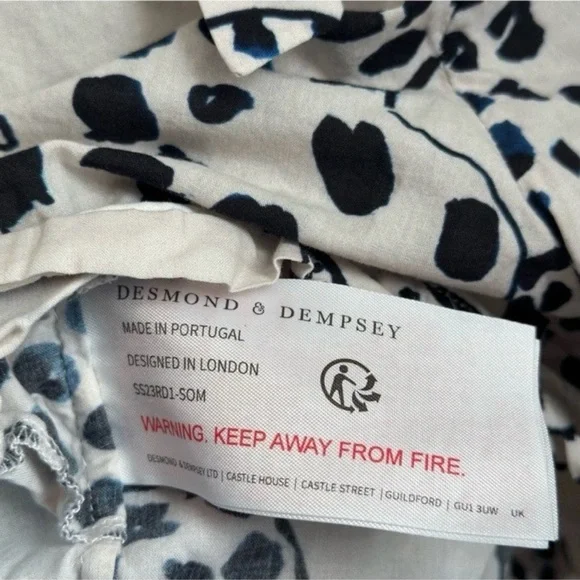 DESMOND & DEMPSEY
MADE IN PORTUGAL
DESIGNED IN LONDON
SS23RD1-SOM
WARNING. KEEP AWAY FROM FIRE.
DESMOND & DEMPSEY LTD | CASTLE HOUSE | CASTLE STREET | GUILDFORD | GU1 3UW UK